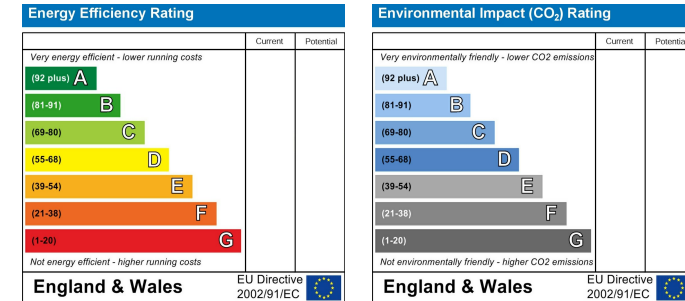 Energy Efficiency Rating
Current Potential
Very energy efficient - lower running costs
(92 plus) A
(81-91) B
(69-80) C
(55-68) D
(39-54) E
(21-38) F
(1-20) G
Not energy efficient - higher running costs
England & Wales
EU Directive
2002/91/EC
Environmental Impact (CO₂) Rating
Current Potential
Very environmentally friendly - lower CO2 emissions
(92 plus) A
(81-91) B
(69-80) C
(55-68) D
(39-54) E
(21-38) F
(1-20) G
Not environmentally friendly - higher CO2 emissions
England & Wales
EU Directive
2002/91/EC